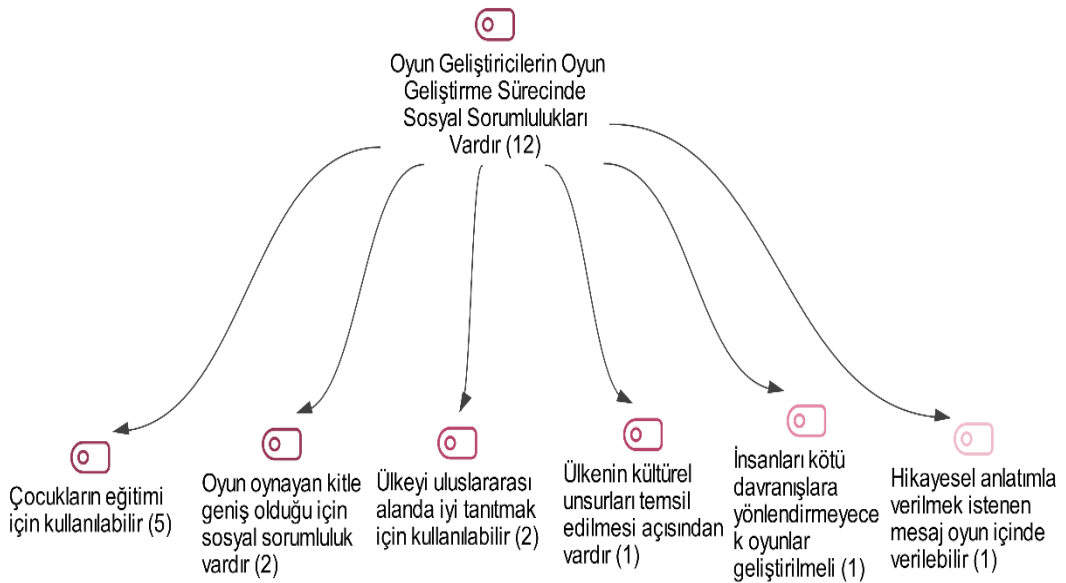 Oyun Geliştiricilerin Oyun
Geliştirme Sürecinde
Sosyal Sorumlulukları
Vardır (12)
Çocukların eğitimi
için kullanılabilir (5)
Oyun oynayan kitle
geniş olduğu için
sosyal sorumluluk
vardır (2)
Ülkeyi uluslararası
alanda iyi tanıtmak
için kullanılabilir (2)
Ülkenin kültürel
unsurları temsil
edilmesi açısından
vardır (1)
İnsanları kötü
davranışlara
yönlendirmeyece
k oyunlar
geliştirilmeli (1)
Hikayesel anlatımla
verilmek istenen
mesaj oyun içinde
verilebilir (1)